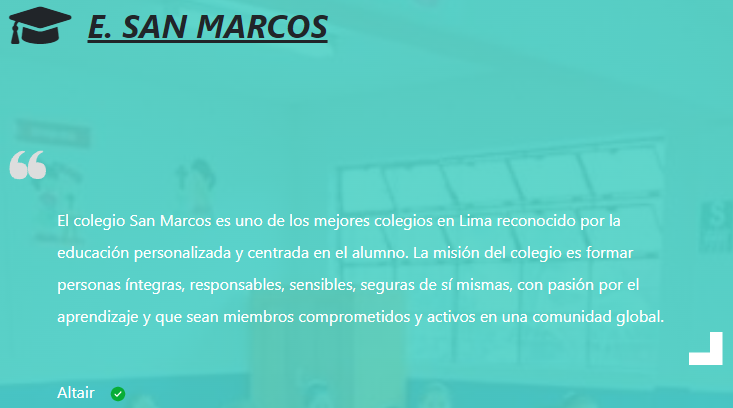 E. SAN MARCOS
El colegio San Marcos es uno de los mejores colegios en Lima reconocido por la
educación personalizada y centrada en el alumno. La misión del colegio es formar
personas íntegras, responsables, sensibles, seguras de sí mismas, con pasión por el
aprendizaje y que sean miembros comprometidos y activos en una comunidad global.
Altair